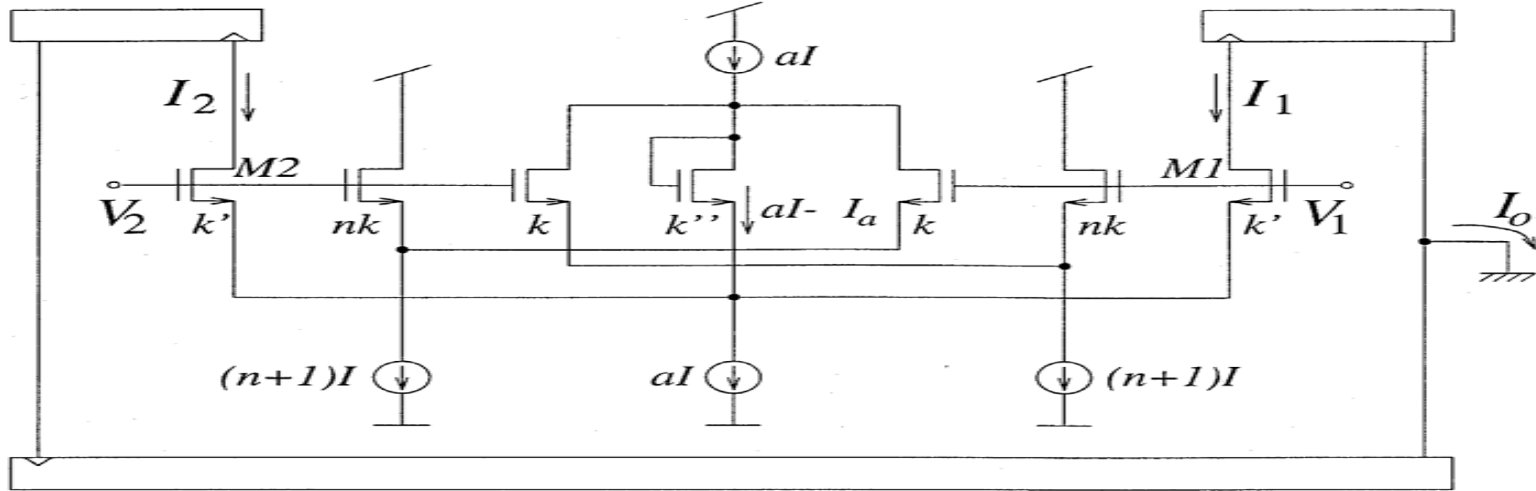 aI
I2
I1
M2
M1
V2
k'
nk
k
k''
aI- Ia
k
nk
k'
V1
Io
(n+1)I
aI
(n+1)I